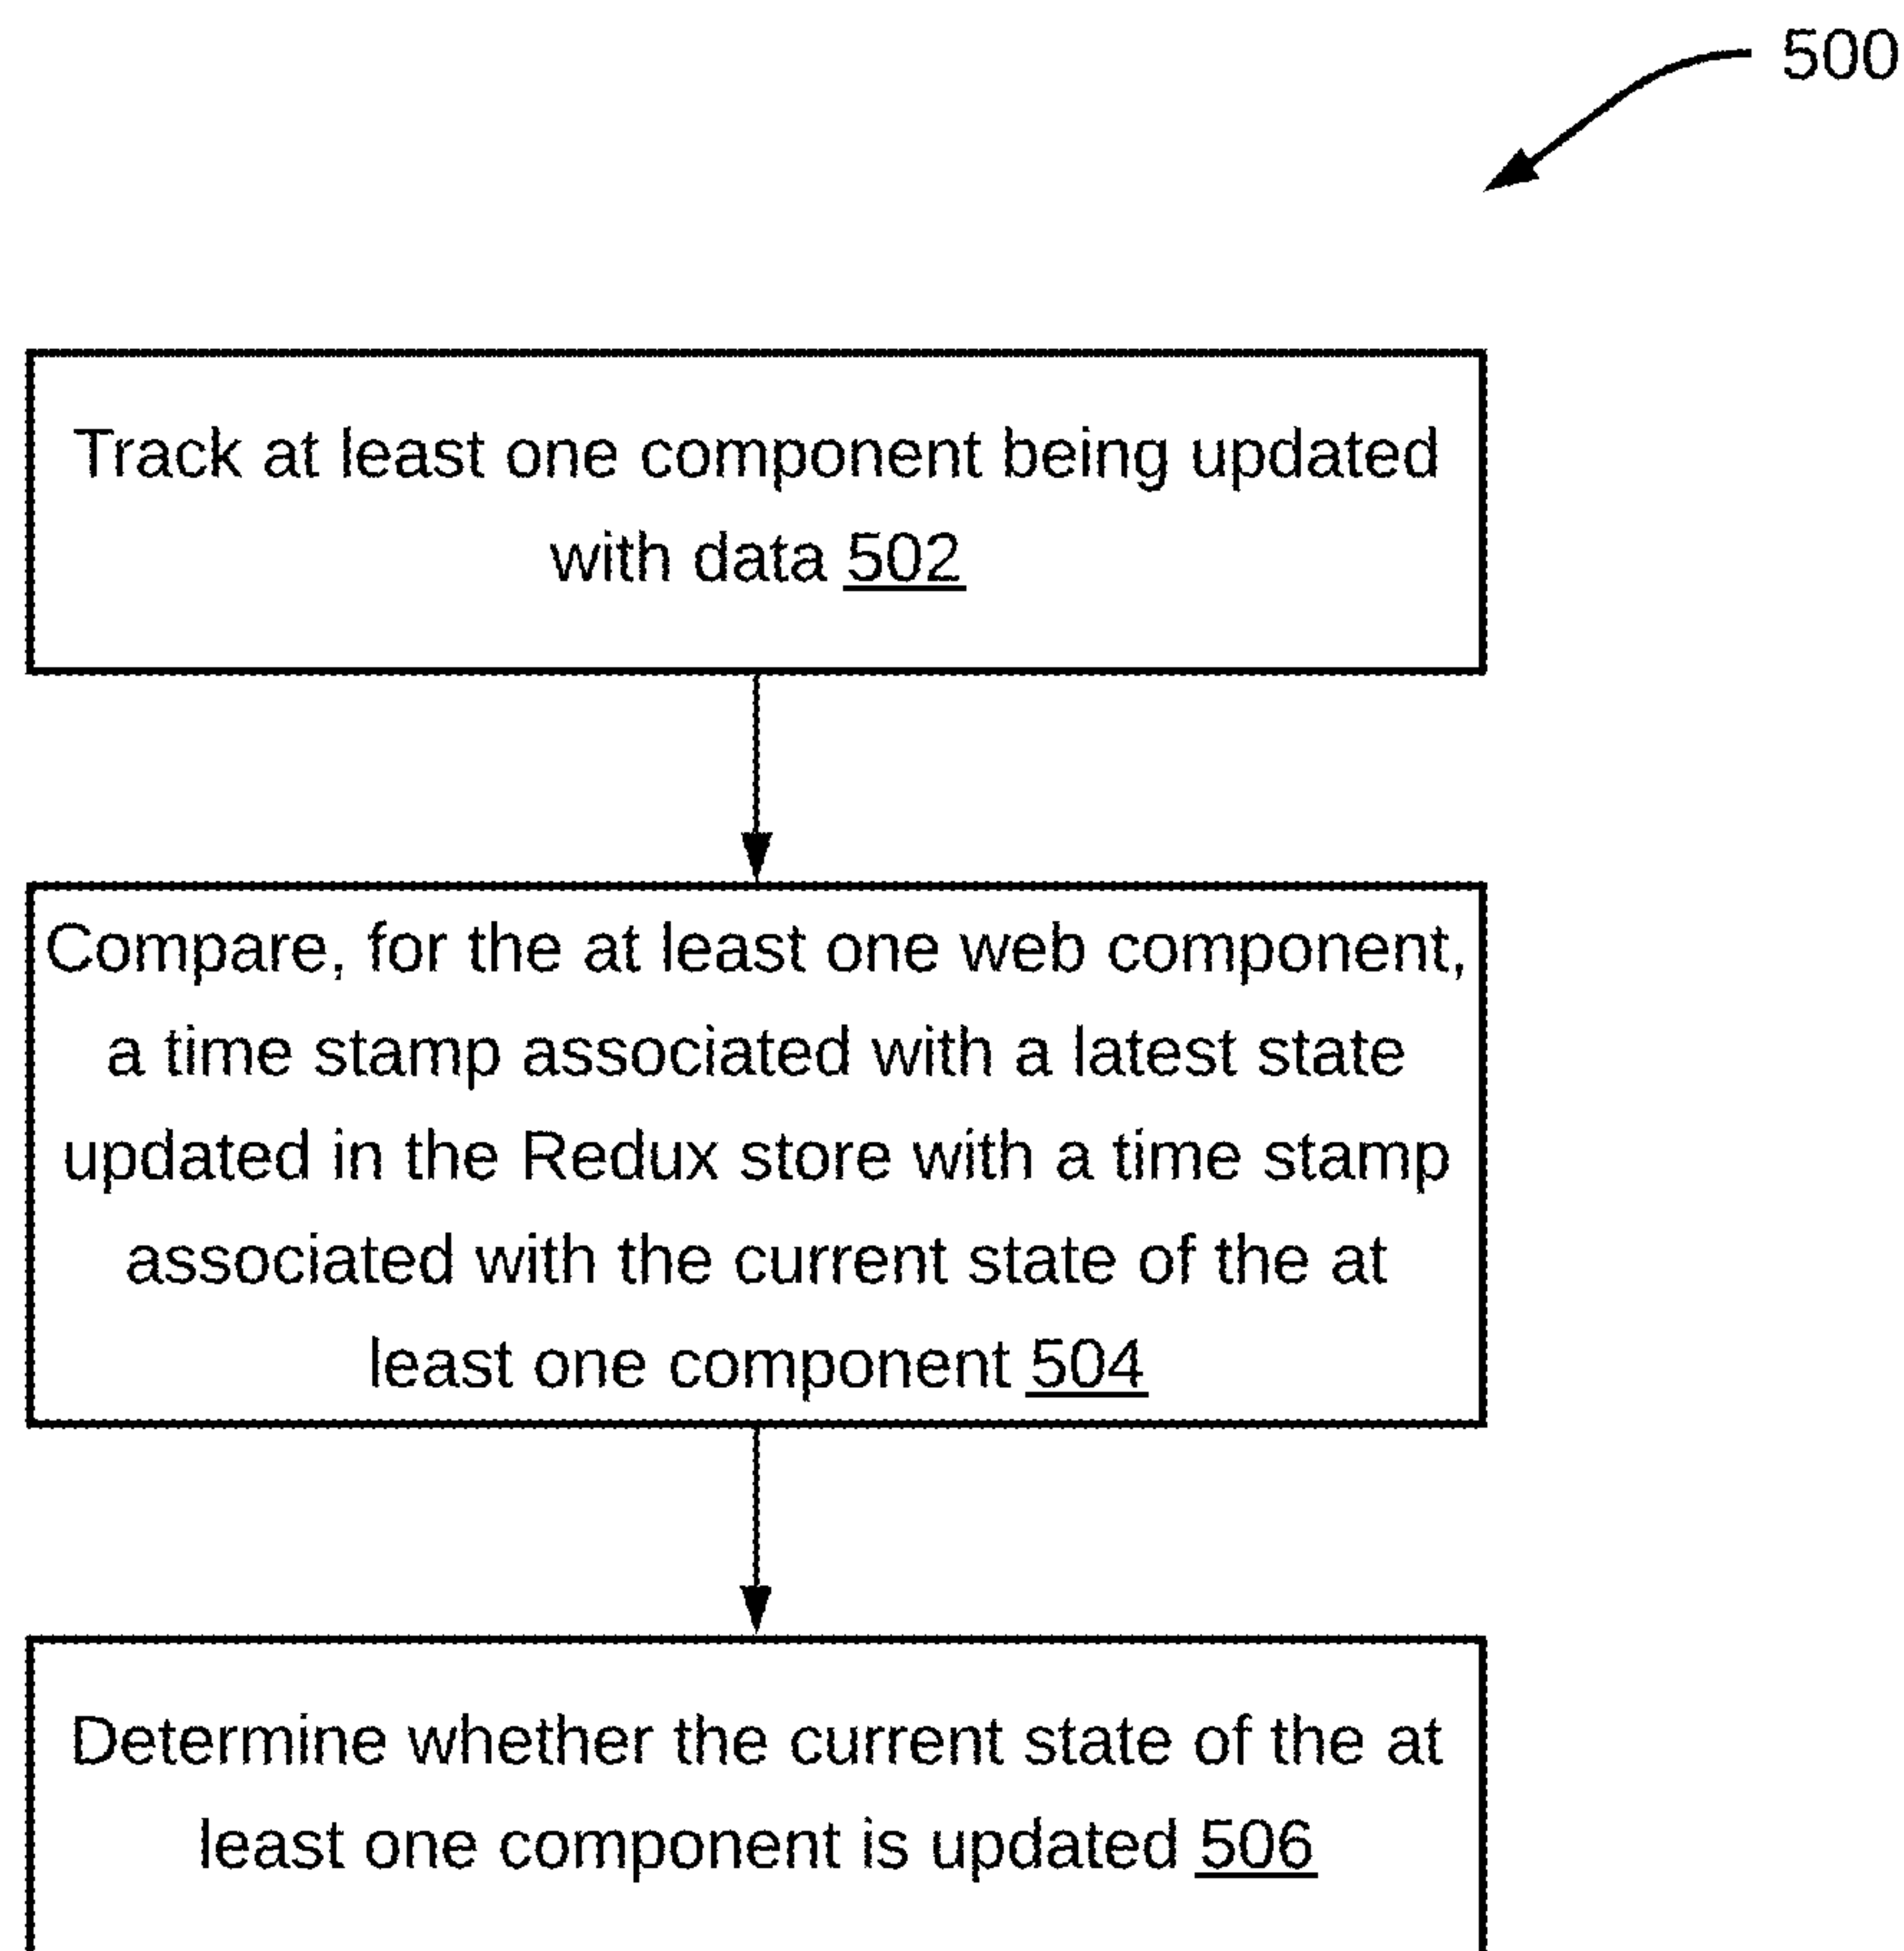 500
Track at least one component being updated
with data 502
Compare, for the at least one web component,
a time stamp associated with a latest state
updated in the Redux store with a time stamp
associated with the current state of the at
least one component 504
Determine whether the current state of the at
least one component is updated 506